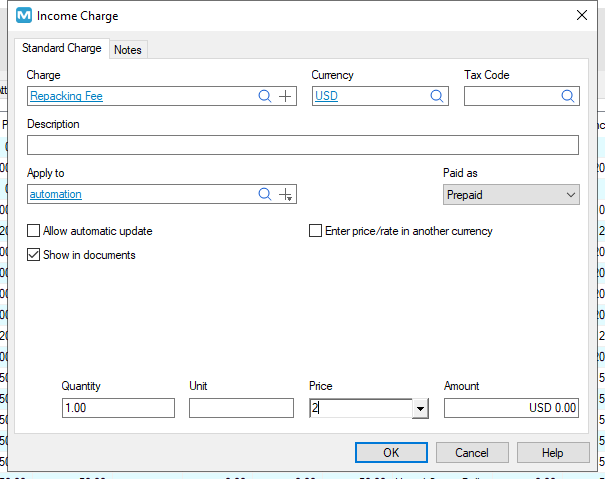 M Income Charge
Standard Charge Notes
Charge Currency Tax Code
Repacking Fee USD
Description
Apply to Paid as
automation Prepaid
Allow automatic update Enter price/rate in another currency
Show in documents
Quantity Unit Price Amount
1.00 2 USD 0.00
OK Cancel Help